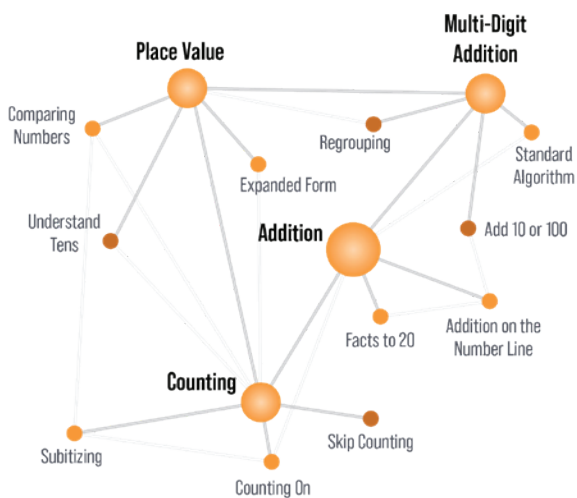 Multi-Digit
Addition
Place Value
Comparing
Numbers
Regrouping
Standard
Algorithm
Expanded Form
Understand
Tens
Addition
Add 10 or 100
Facts to 20
Addition on the
Number Line
Counting
Skip Counting
Subitizing
Counting On